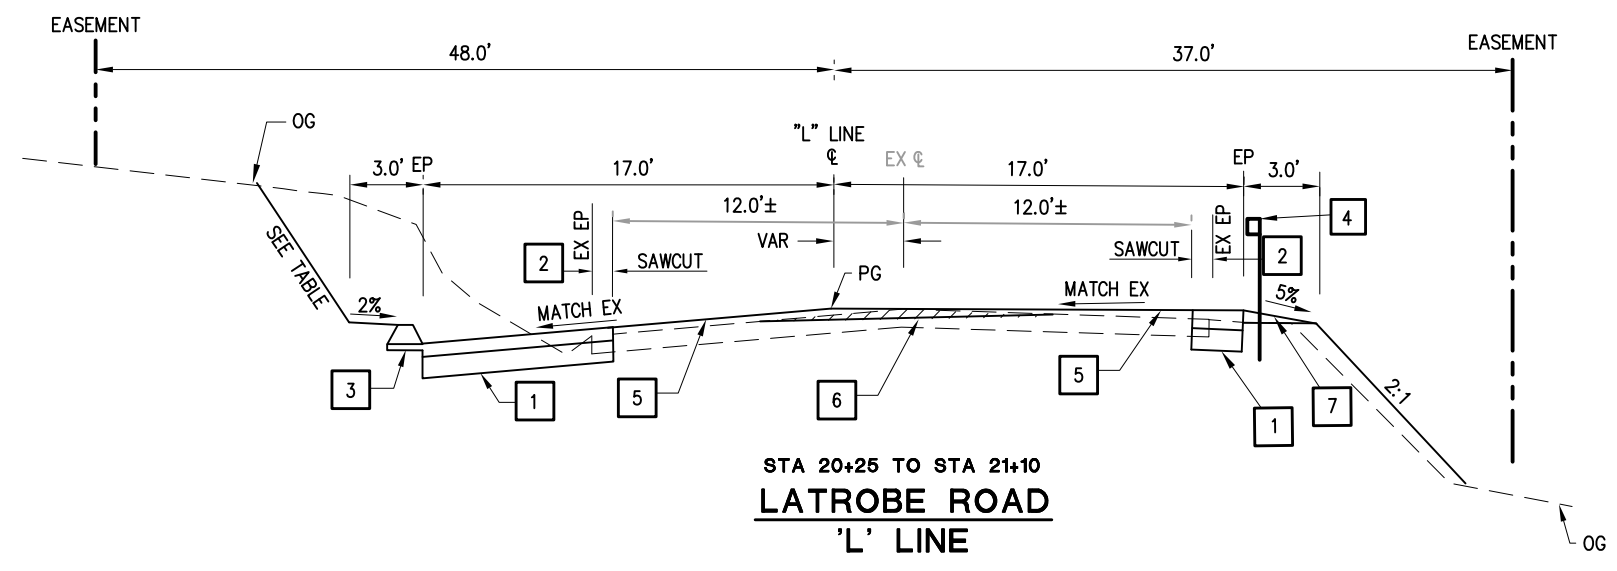 EASEMENT
EASEMENT
48.0'
37.0'
OG
"L" LINE
℄
EX ℄
3.0'
EP
17.0'
17.0'
EP
3.0'
12.0'±
12.0'±
VAR
EX EP
EX EP
4
2
SAWCUT
SAWCUT
2
SEE TABLE
PG
2%
MATCH EX
MATCH EX
5%
3
1
5
6
5
1
7
2:1
STA 20+25 TO STA 21+10
LATROBE ROAD
'L' LINE
OG